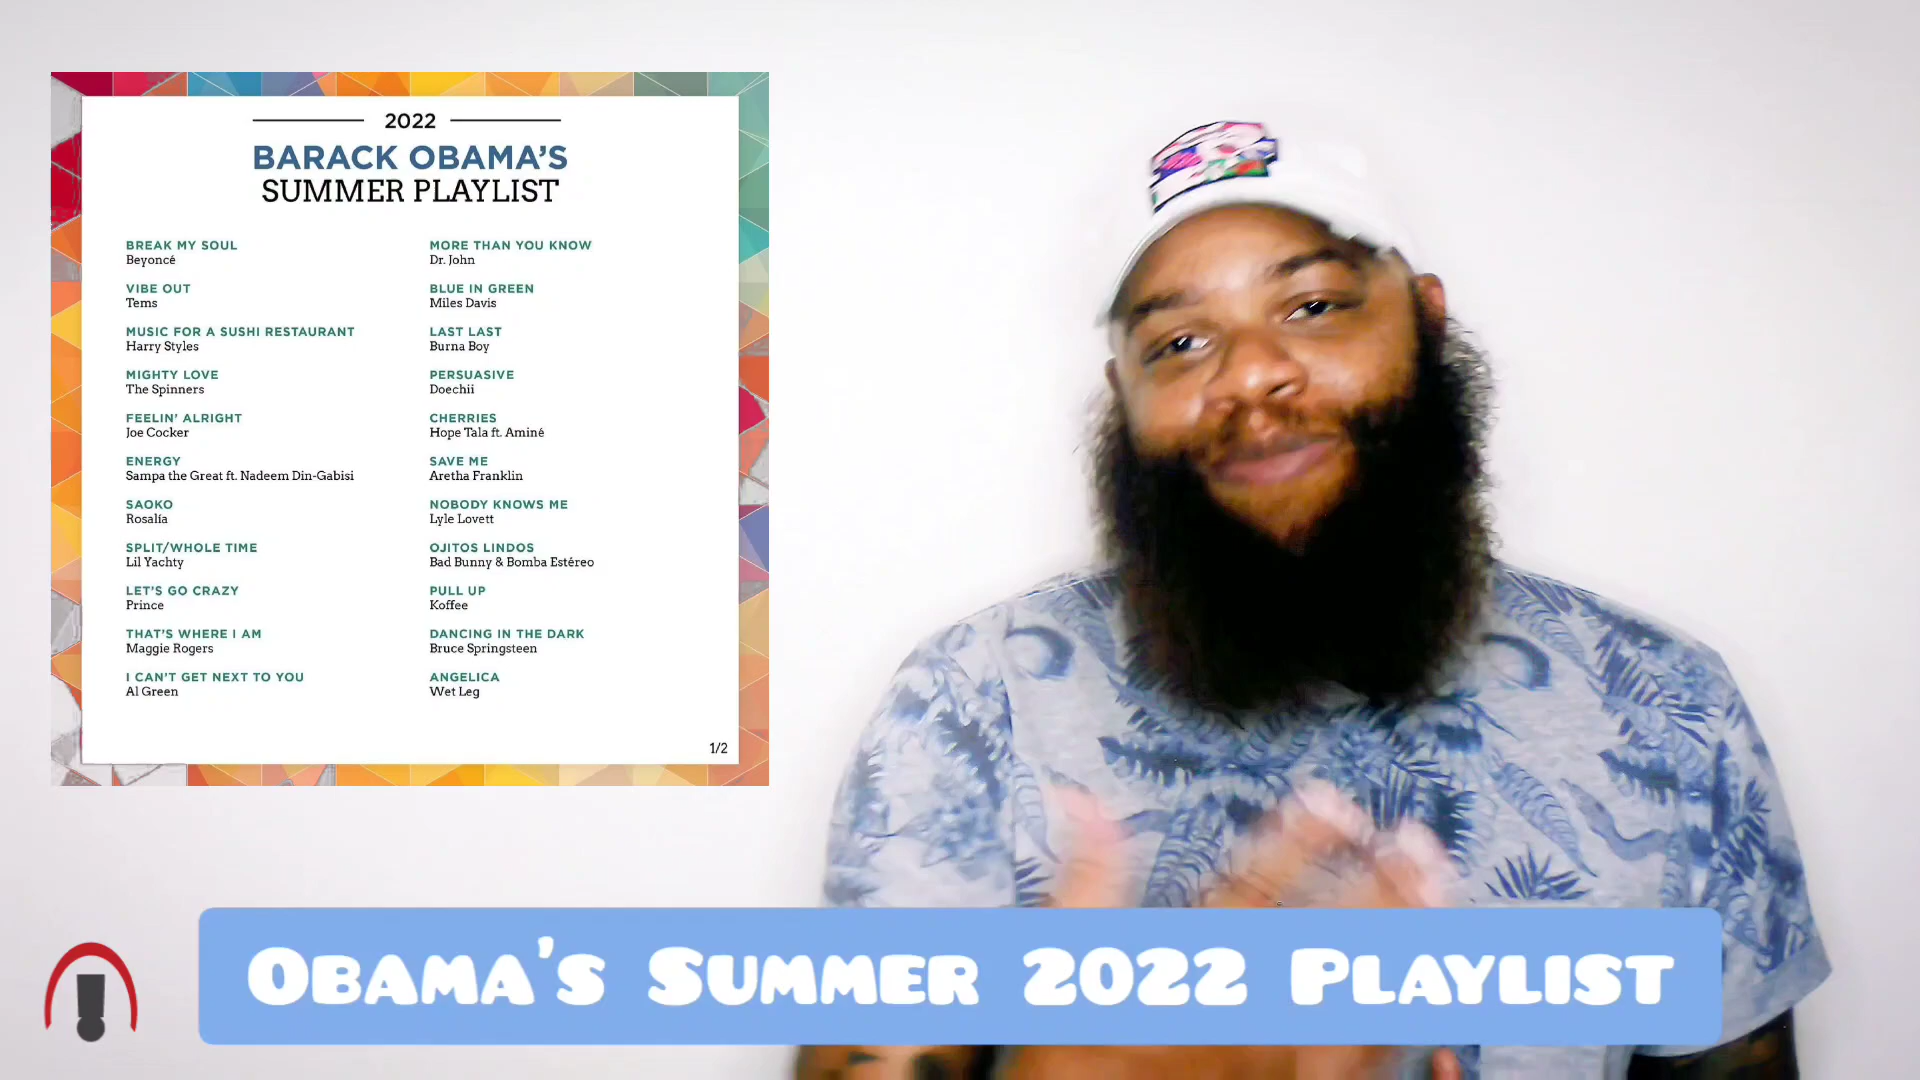 2022
BARACK OBAMA'S
SUMMER PLAYLIST
BREAK MY SOUL
Beyoncé
VIBE OUT
Tems
MUSIC FOR A SUSHI RESTAURANT
Harry Styles
MIGHTY LOVE
The Spinners
FEELIN' ALRIGHT
Joe Cocker
ENERGY
Sampa the Great ft. Nadeem Din-Gabisi
SAOKO
Rosalía
SPLIT/WHOLE TIME
Lil Yachty
LET'S GO CRAZY
Prince
THAT'S WHERE I AM
Maggie Rogers
I CAN'T GET NEXT TO YOU
Al Green
MORE THAN YOU KNOW
Dr. John
BLUE IN GREEN
Miles Davis
LAST LAST
Burna Boy
PERSUASIVE
Doechii
CHERRIES
Hope Tala ft. Aminé
SAVE ME
Aretha Franklin
NOBODY KNOWS ME
Lyle Lovett
OJITOS LINDOS
Bad Bunny & Bomba Estéreo
PULL UP
Koffee
DANCING IN THE DARK
Bruce Springsteen
ANGELICA
Wet Leg
1/2
OBAMA'S SUMMER 2022 PLAYLIST